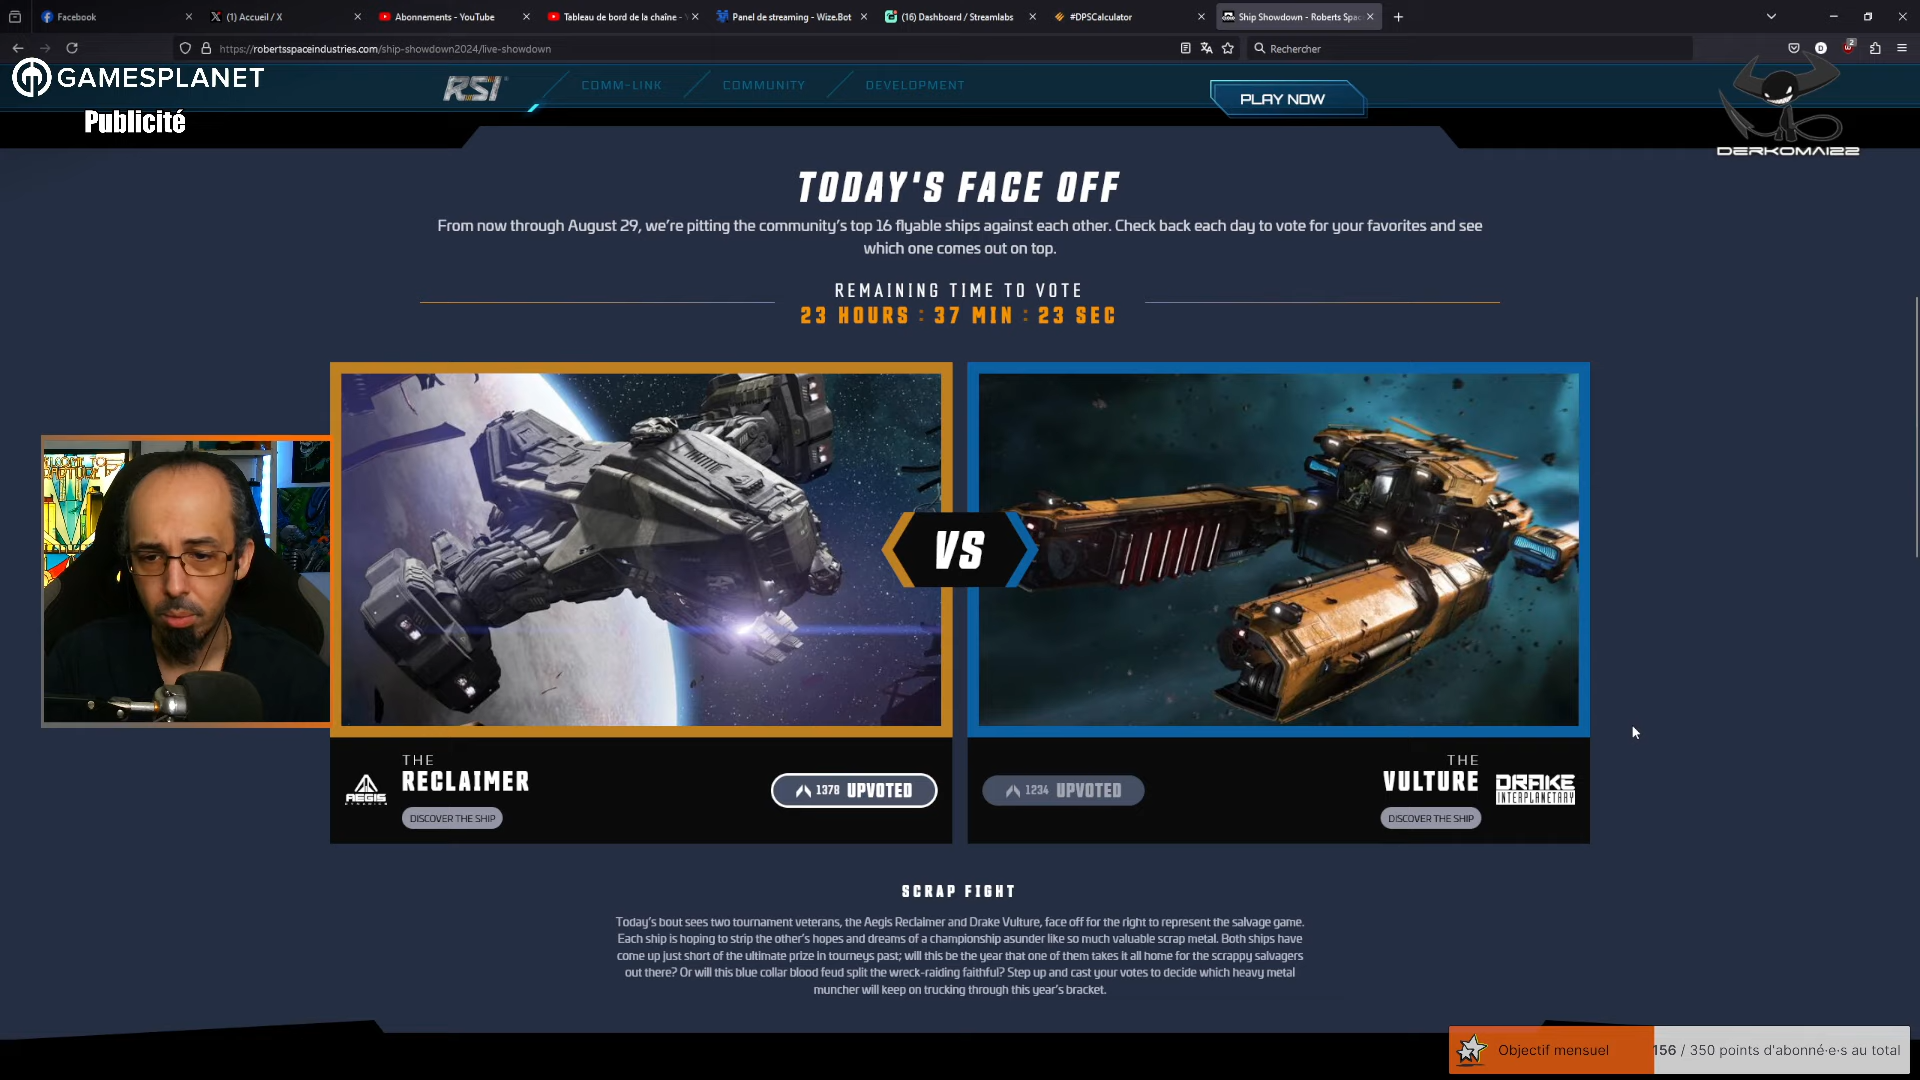 Facebook
(1) Accueil / X
Abonnements - YouTube
Tableau de bord de la chaîne -
Panel de streaming - Wize.Bot
(16) Dashboard / Streamlabs
#DPSCalculator
Ship Showdown - Roberts Spac
https://robertsspaceindustries.com/ship-showdown2024/live-showdown
Rechercher
2
GAMESPLANET
Publicité
RSI
COMM-LINK
COMMUNITY
DEVELOPMENT
PLAY NOW
DERKOMAI22
TODAY'S FACE OFF
From now through August 29, we're pitting the community's top 16 flyable ships against each other. Check back each day to vote for your favorites and see
which one comes out on top.
REMAINING TIME TO VOTE
23 HOURS : 37 MIN : 23 SEC
VS
AEGIS
DYNAMICS
THE
RECLAIMER
DISCOVER THE SHIP
1378 UPVOTED
1234 UPVOTED
THE
VULTURE
DISCOVER THE SHIP
DRAKE
INTERPLANETARY
SCRAP FIGHT
Today's bout sees two tournament veterans, the Aegis Reclaimer and Drake Vulture, face off for the right to represent the salvage game.
Each ship is hoping to strip the other's hopes and dreams of a championship asunder like so much valuable scrap metal. Both ships have
come up just short of the ultimate prize in tourneys past; will this be the year that one of them takes it all home for the scrappy salvagers
out there? Or will this blue collar blood feud split the wreck-raiding faithful? Step up and cast your votes to decide which heavy metal
muncher will keep on trucking through this year's bracket.
Objectif mensuel
156 / 350 points d'abonné·e·s au total